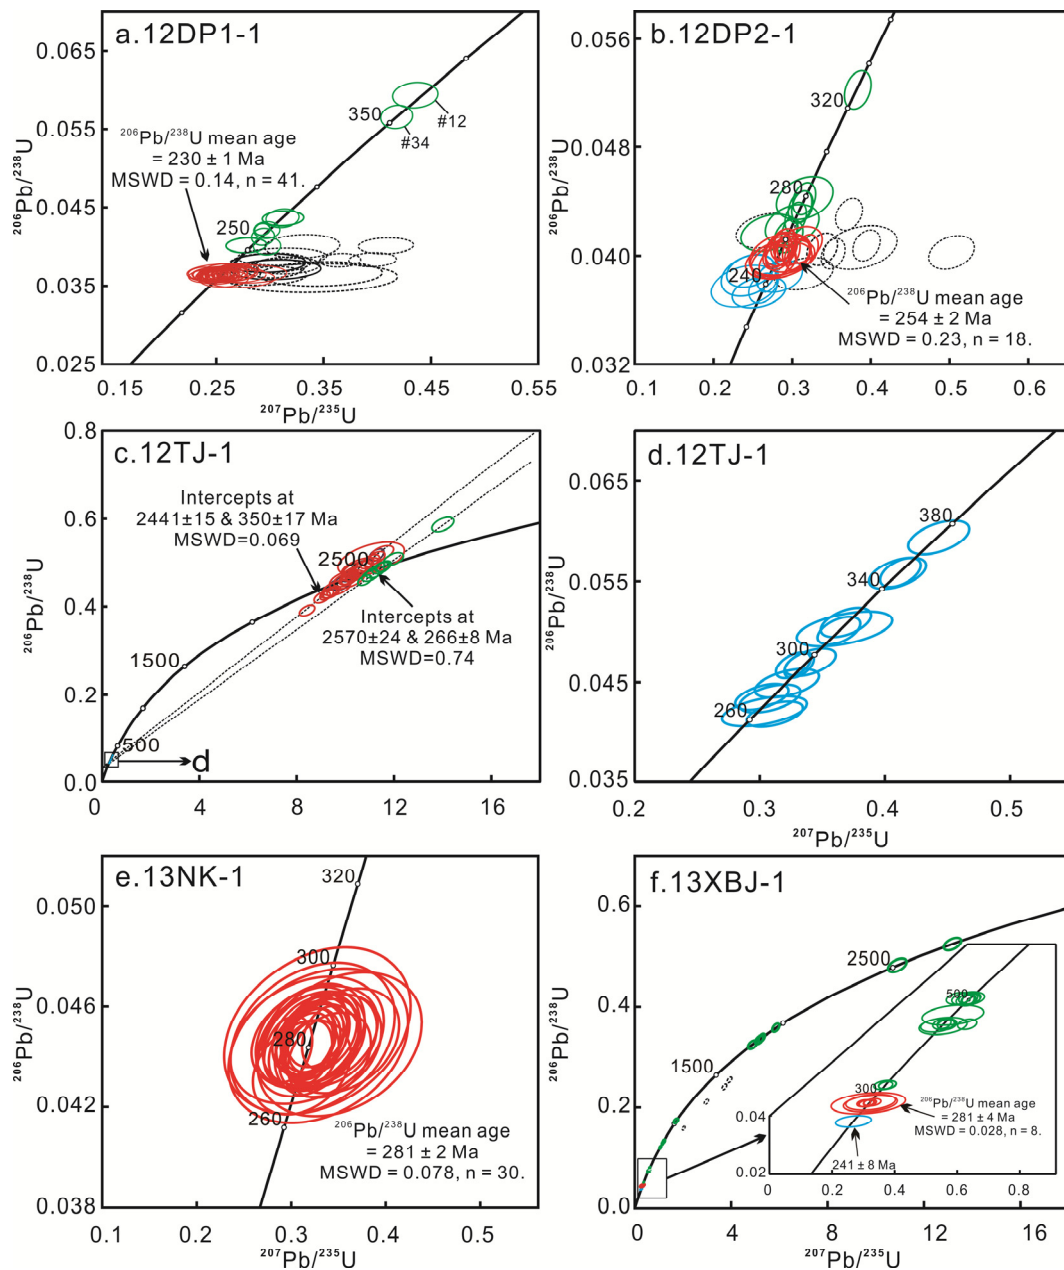 a.12DP1-1
0.065
0.055
0.045
0.035
0.025
²⁰⁶Pb/²³⁸U
350
#12
#34
²⁰⁶Pb/²³⁸U mean age
= 230 ± 1 Ma
MSWD = 0.14, n = 41.
250
0.15
0.25
0.35
0.45
0.55
²⁰⁷Pb/²³⁵U
b.12DP2-1
0.056
0.048
0.040
0.032
²⁰⁶Pb/²³⁸U
320
280
240
²⁰⁶Pb/²³⁸U mean age
= 254 ± 2 Ma
MSWD = 0.23, n = 18.
0.1
0.2
0.3
0.4
0.5
0.6
c.12TJ-1
0.8
0.6
0.4
0.2
0.0
²⁰⁶Pb/²³⁸U
Intercepts at
2441±15 & 350±17 Ma
MSWD=0.069
2500
Intercepts at
2570±24 & 266±8 Ma
MSWD=0.74
1500
500
d
0
4
8
12
16
d.12TJ-1
0.065
0.055
0.045
0.035
²⁰⁶Pb/²³⁸U
380
340
300
260
0.2
0.3
0.4
0.5
²⁰⁷Pb/²³⁵U
e.13NK-1
0.050
0.046
0.042
0.038
²⁰⁶Pb/²³⁸U
320
300
280
260
²⁰⁶Pb/²³⁸U mean age
= 281 ± 2 Ma
MSWD = 0.078, n = 30.
0.1
0.2
0.3
0.4
0.5
²⁰⁷Pb/²³⁵U
f.13XBJ-1
0.6
0.4
0.2
0.0
²⁰⁶Pb/²³⁸U
2500
1500
500
300
²⁰⁶Pb/²³⁸U mean age
= 281 ± 4 Ma
MSWD = 0.028, n = 8.
241 ± 8 Ma
0.04
0.02
0
0.2
0.4
0.6
0.8
0
4
8
12
16
²⁰⁷Pb/²³⁵U